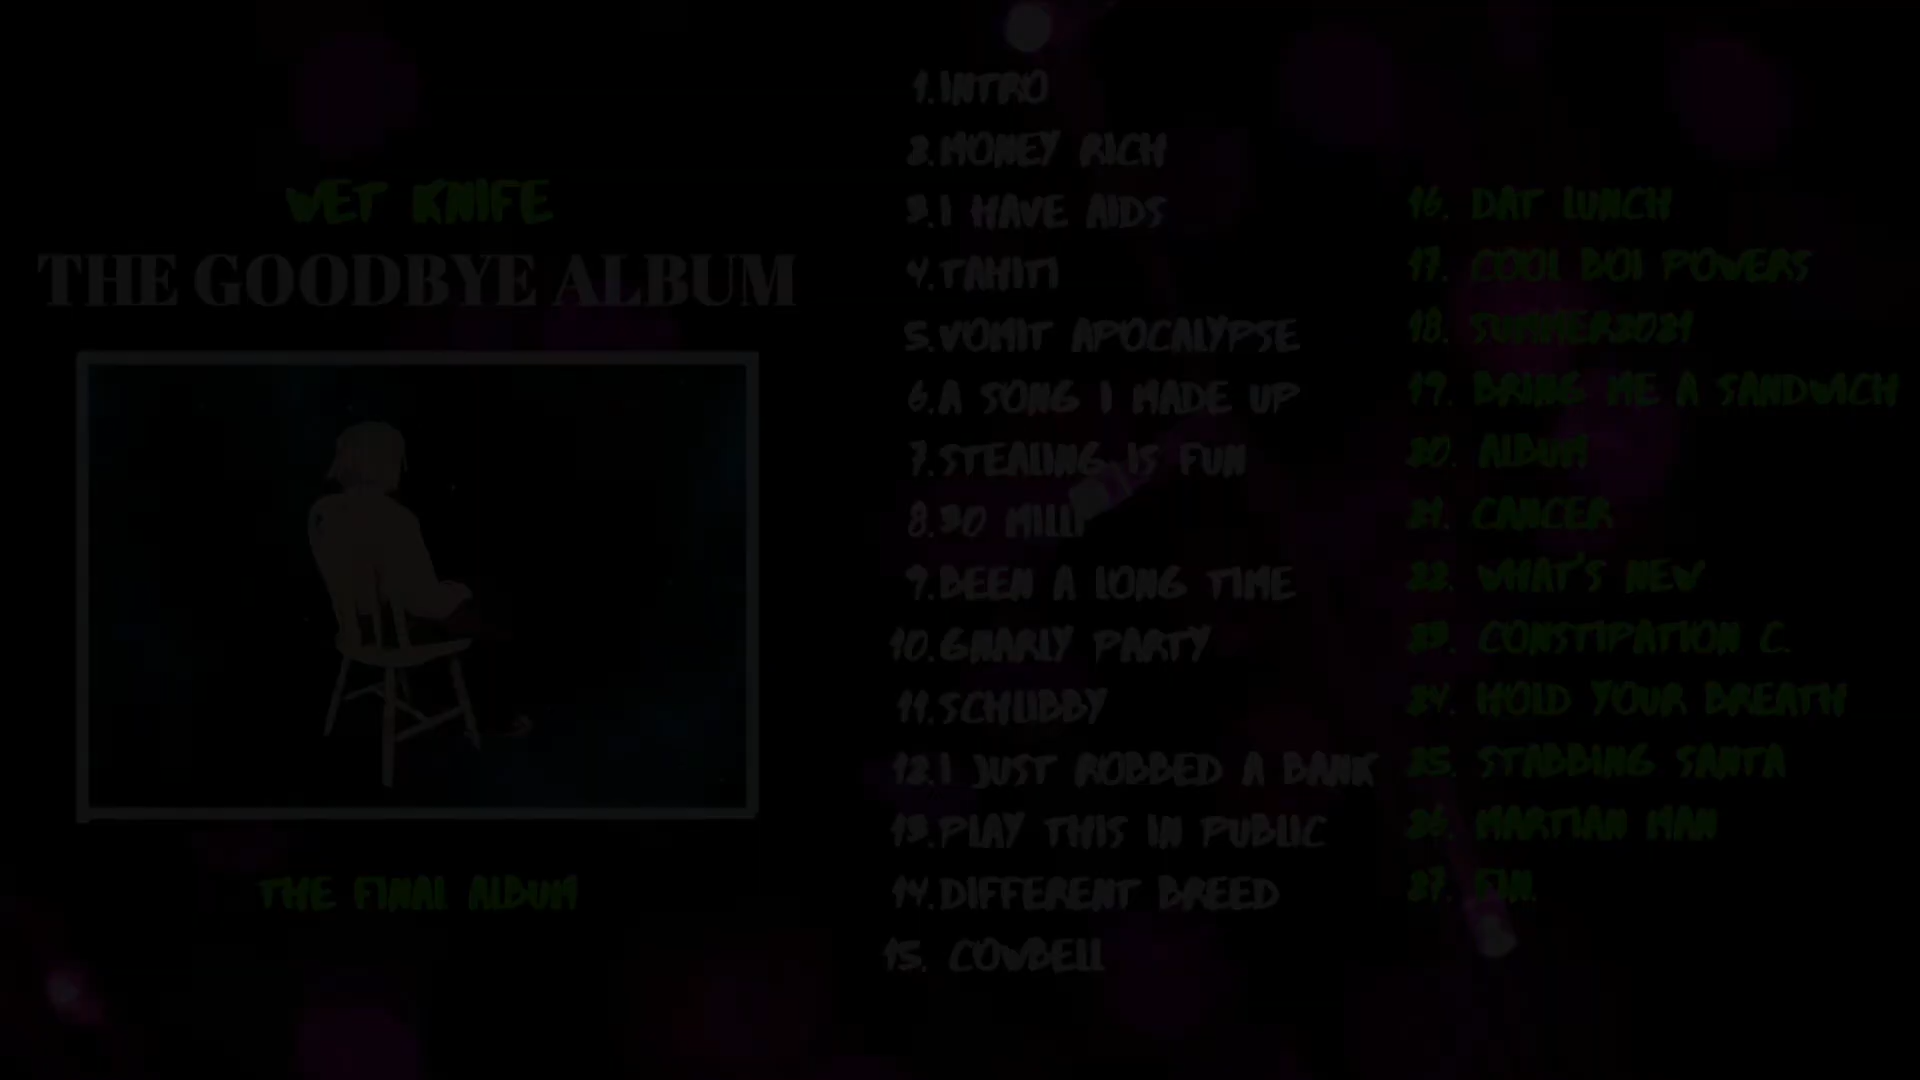 WET KNIFE
THE GOODBYE ALBUM
THE FINAL ALBUM
1.INTRO
2.MONEY RICH
3.I HAVE AIDS
4.TAHITI
5.VOMIT APOCALYPSE
6.A SONG I MADE UP
7.STEALING IS FUN
8.30 MILLI
9.BEEN A LONG TIME
10.GNARLY PARTY
11.SCHUBBY
12.I JUST ROBBED A BANK
13.PLAY THIS IN PUBLIC
14.DIFFERENT BREED
15. COWBELL
16. DAT LUNCH
17. COOL BOI POWERS
18. SUMMER2021
19. BRING ME A SANDWICH
20. ALBUM
21. CANCER
22. WHAT'S NEW
23. CONSTIPATION C.
24. HOLD YOUR BREATH
25. STABBING SANTA
26. MARTIAN MAN
27. FIN.